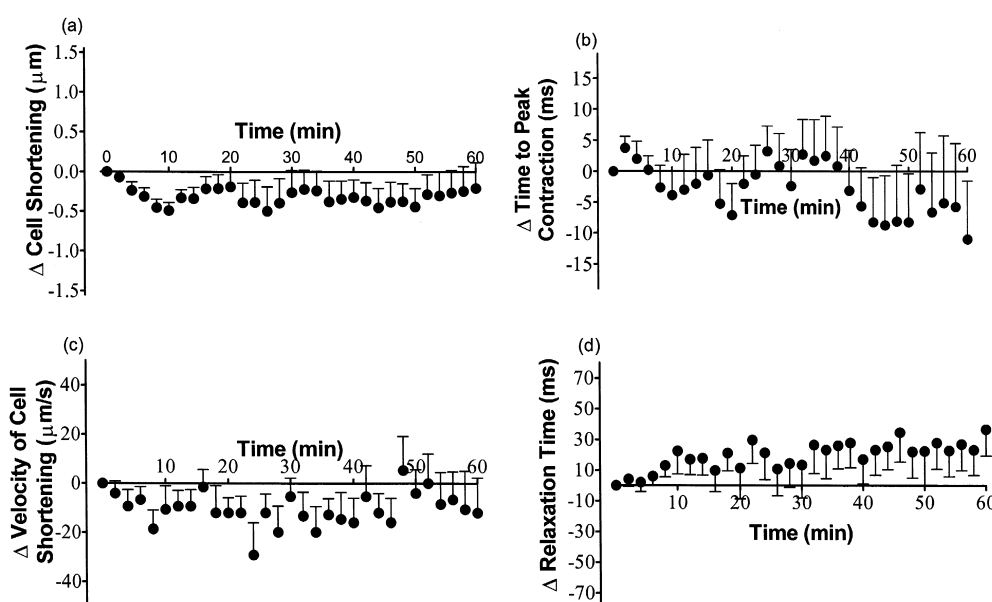 (a)
Δ Cell Shortening (μm)
1.5
1.0
0.5
0.0
-0.5
-1.0
-1.5
Time (min)
0 10 20 30 40 50 60
(b)
Δ Time to Peak
Contraction (ms)
15
10
5
0
-5
-10
-15
10 20 30 40 50 60
Time (min)
(c)
Δ Velocity of Cell
Shortening (μm/s)
40
20
0
-20
-40
Time (min)
10 20 30 40 50 60
(d)
Δ Relaxation Time (ms)
70
50
30
10
-10
-30
-50
-70
10 20 30 40 50 60
Time (min)